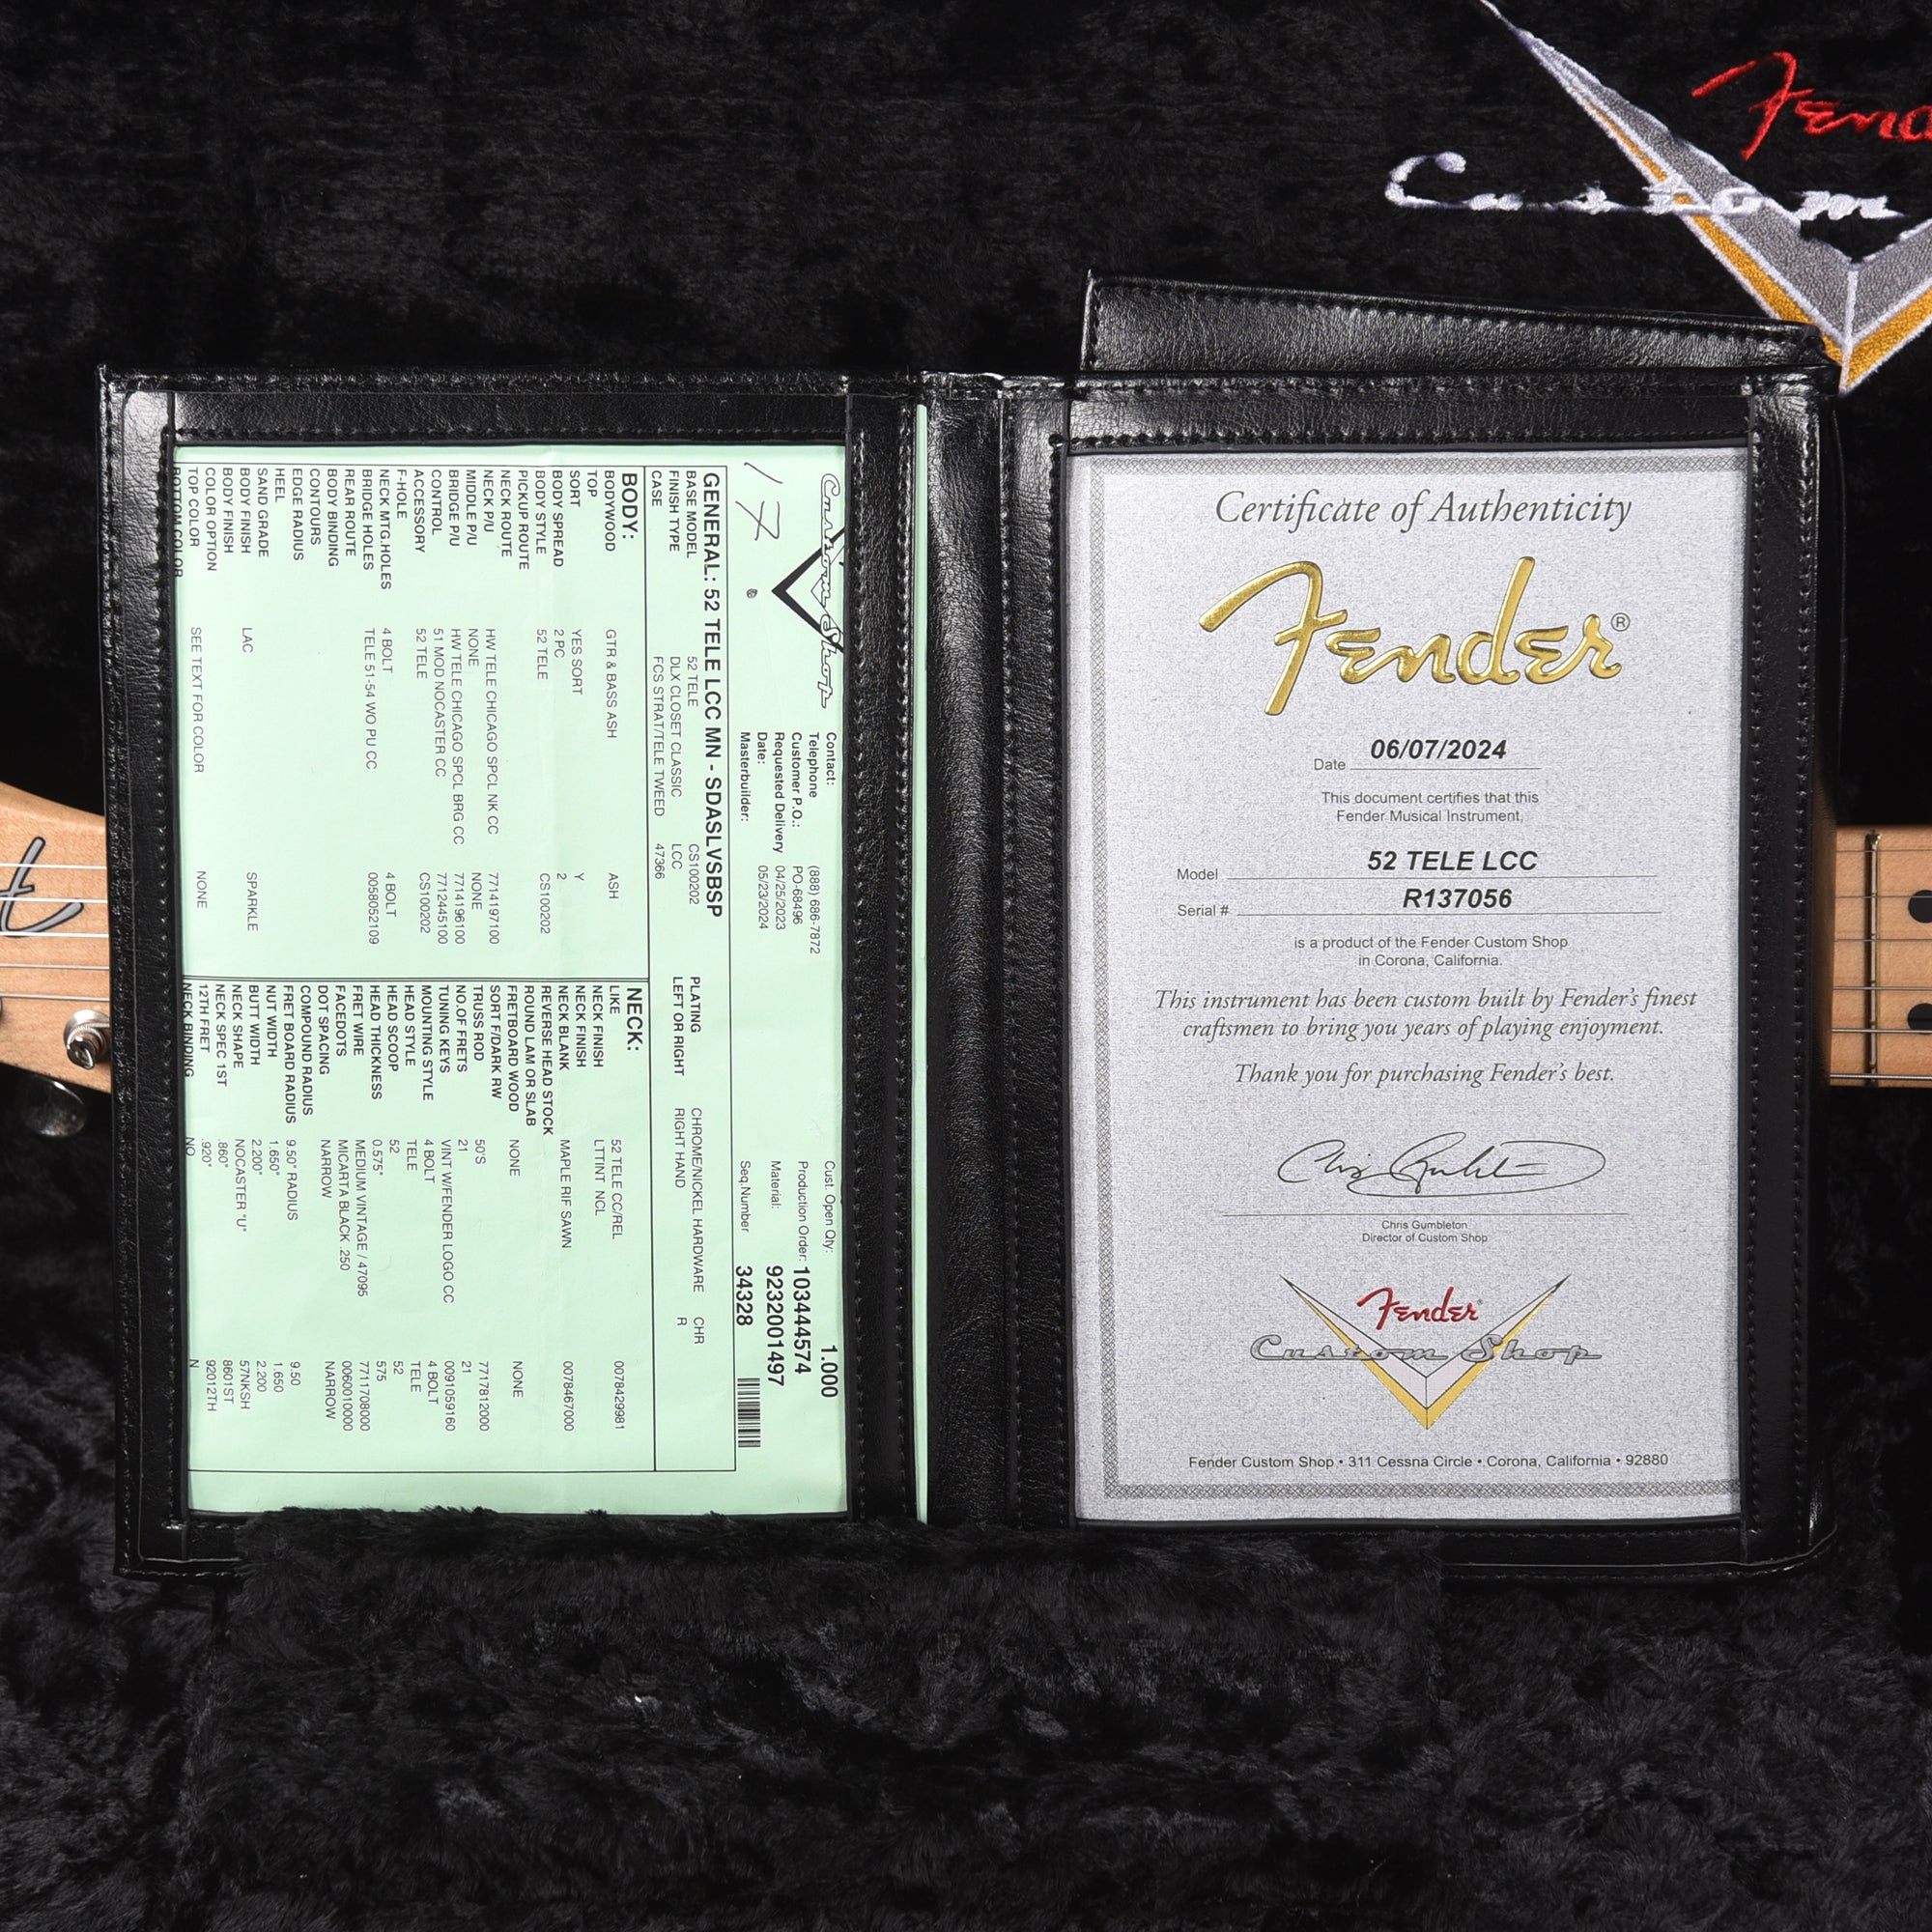 Fend
Custom
t
Custom Shop
17
Contact:
Telephone (888) 686-7872
Customer P.O.: PO-68496
Requested Delivery 04/25/2023
Date: 05/23/2024
Masterbuilder:
Cust. Open Qty: 1.000
Production Order: 10344574
Material: 9232001497
Seq.Number 34328
GENERAL: 52 TELE LCC MN - SDASLVSBSP
BASE MODEL 52 TELE CS100202 PLATING CHROME/NICKEL HARDWARE CHR
FINISH TYPE DLX CLOSET CLASSIC LCC LEFT OR RIGHT RIGHT HAND R
CASE FCS STRAT/TELE TWEED 47366
BODY:
BODYWOOD GTR & BASS ASH ASH
TOP
SORT YES SORT Y
BODY SPREAD 2 PC 2
BODY STYLE 52 TELE CS100202
PICKUP ROUTE
NECK ROUTE
NECK P/U HW TELE CHICAGO SPCL NK CC 7714197100
MIDDLE P/U NONE NONE
BRIDGE P/U HW TELE CHICAGO SPCL BRG CC 7714196100
CONTROL 51 MOD NOCASTER CC 7712445100
ACCESSORY 52 TELE CS100202
F-HOLE
NECK MTG.HOLES 4 BOLT 4 BOLT
BRIDGE HOLES TELE 51-54 WO PU CC 0058052109
REAR ROUTE
BODY BINDING
CONTOURS
EDGE RADIUS
HEEL
SAND GRADE
BODY FINISH LAC SPARKLE
BODY FINISH
COLOR OPTION
TOP COLOR SEE TEXT FOR COLOR NONE
BOTTOM COLOR
NECK:
LIKE 52 TELE CC/REL 0078429981
NECK FINISH LTTINT NCL
NECK FINISH
NECK BLANK MAPLE RIF SAWN 0078467000
REVERSE HEAD STOCK
ROUND LAM OR SLAB
FRETBOARD WOOD NONE NONE
SORT F/DARK RW
TRUSS ROD 50'S 7717812000
NO.OF FRETS 21 21
TUNING KEYS VINT W/FENDER LOGO CC 0091059160
MOUNTING STYLE 4 BOLT 4 BOLT
HEAD STYLE TELE TELE
HEAD SCOOP 52 52
HEAD THICKNESS 0.575" 575
FRET WIRE MEDIUM VINTAGE / 47095 7711708000
FACEDOTS MICARTA BLACK .250 0060010000
DOT SPACING NARROW NARROW
COMPOUND RADIUS
FRET BOARD RADIUS 9.50" RADIUS 9.50
NUT WIDTH 1.650" 1.650
BUTT WIDTH 2.200" 2.200
NECK SHAPE NOCASTER "U" 57NKSH
NECK SPEC 1ST .860" 8601ST
12TH FRET .920" 92012TH
NECK BINDING NO N
Certificate of Authenticity
Fender®
Date 06/07/2024
This document certifies that this
Fender Musical Instrument,
Model 52 TELE LCC
Serial # R137056
is a product of the Fender Custom Shop
in Corona, California.
This instrument has been custom built by Fender's finest
craftsmen to bring you years of playing enjoyment.
Thank you for purchasing Fender's best.
Chris Gumbleton
Director of Custom Shop
Fender
Custom Shop
Fender Custom Shop • 311 Cessna Circle • Corona, California • 92880